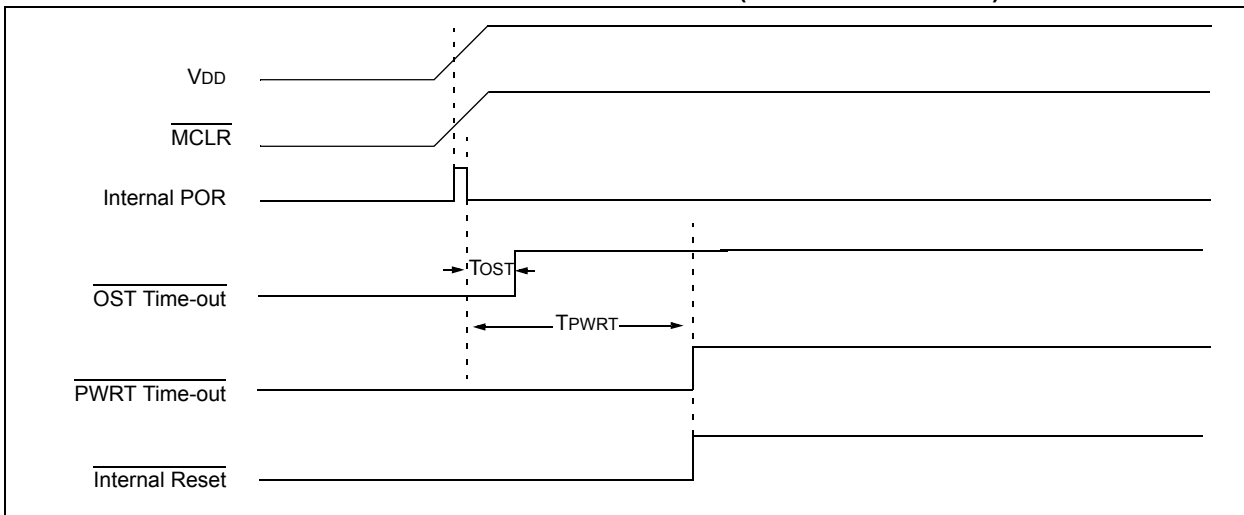 VDD
MCLR
Internal POR
TOST
OST Time-out
TPWRT
PWRT Time-out
Internal Reset